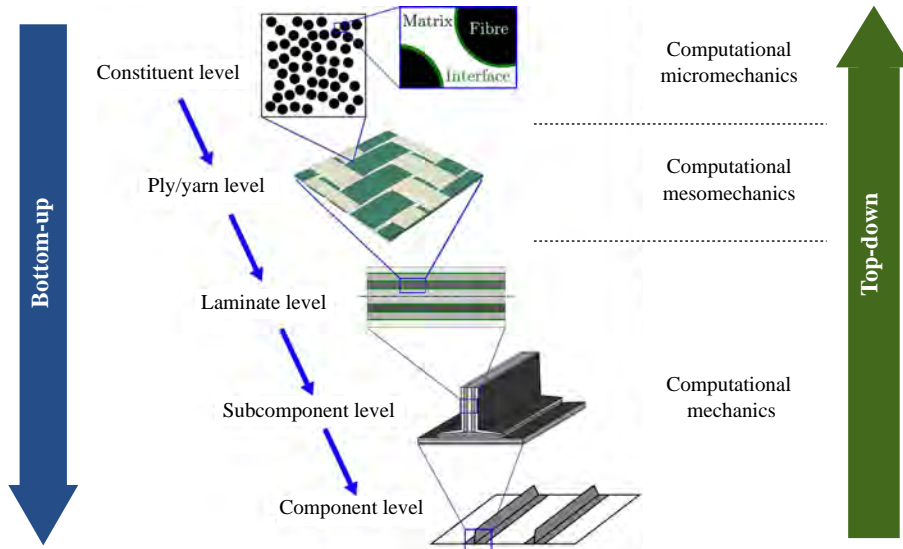 Matrix
Fibre
Interface
Constituent level
Computational
micromechanics
Ply/yarn level
Computational
mesomechanics
Bottom-up
Top-down
Laminate level
Subcomponent level
Computational
mechanics
Component level